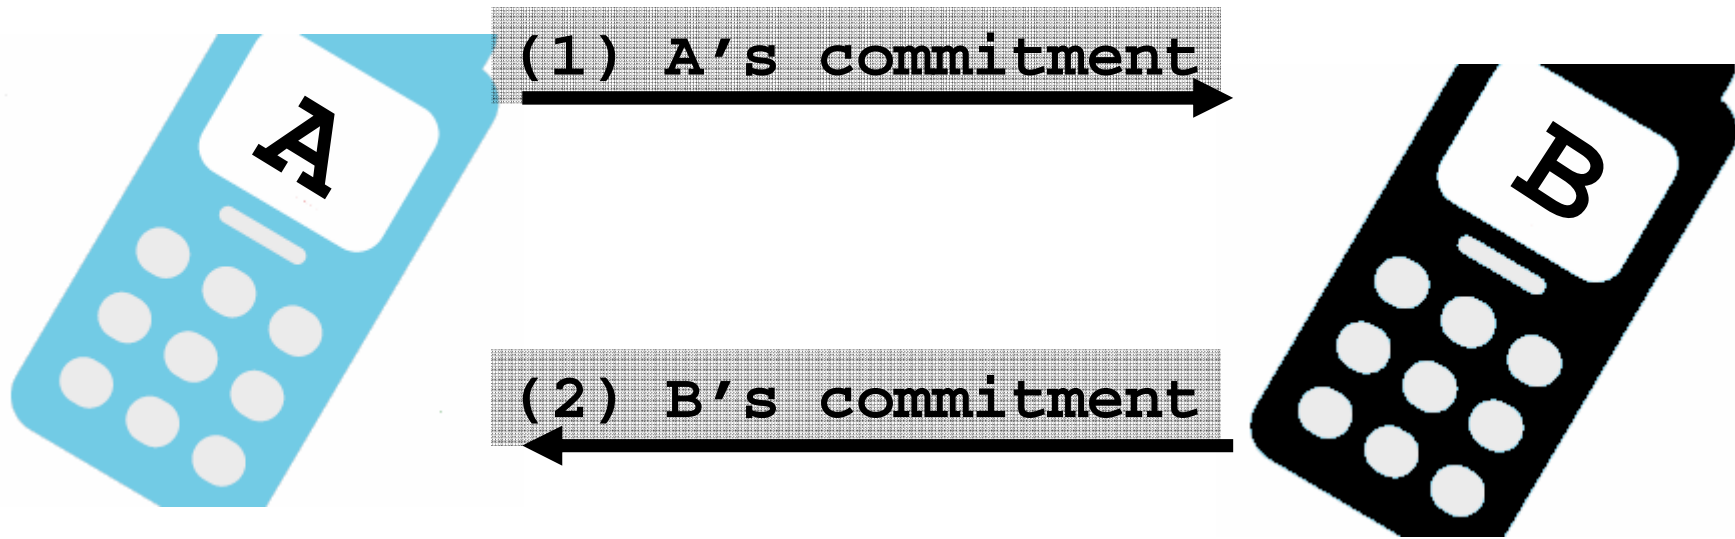 (1) A’s commitment
A
B
(2) B’s commitment